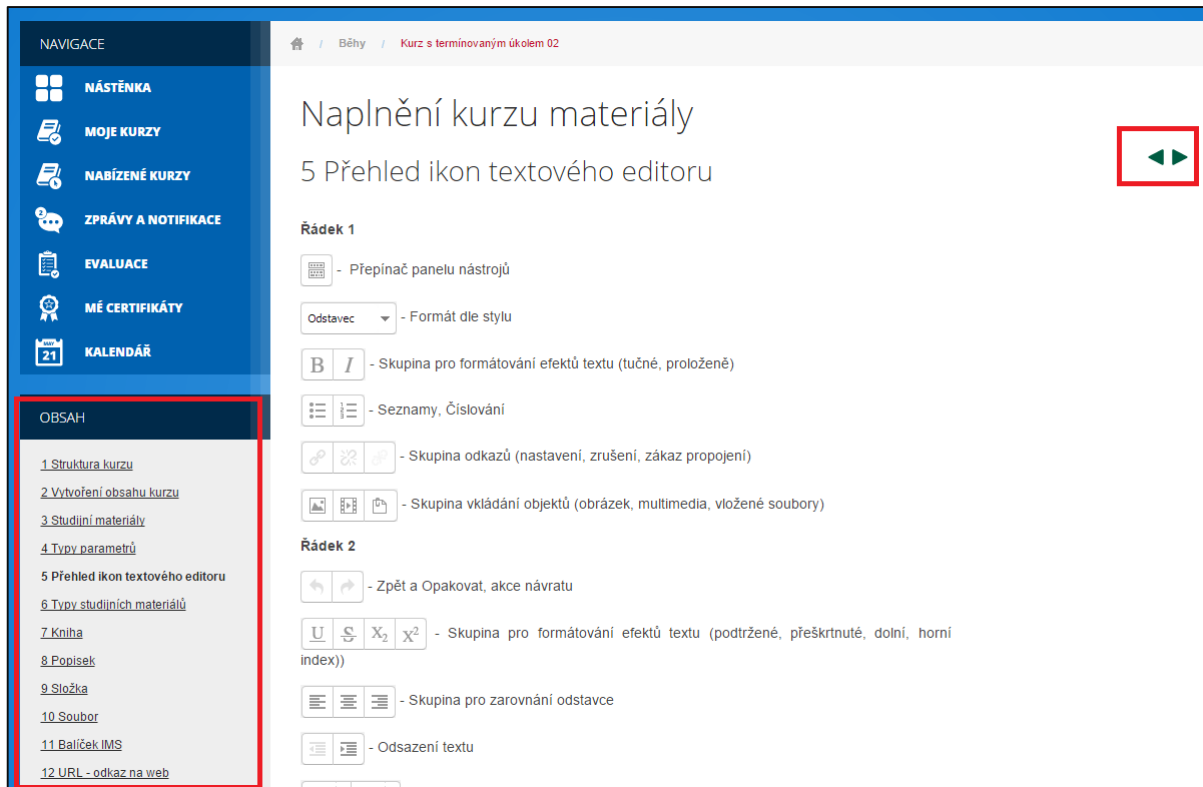 NAVIGACE
NÁSTĚNKA
MOJE KURZY
NABÍZENÉ KURZY
2
ZPRÁVY A NOTIFIKACE
EVALUACE
MÉ CERTIFIKÁTY
MAY
21
KALENDÁŘ
OBSAH
1 Struktura kurzu
2 Vytvoření obsahu kurzu
3 Studijní materiály
4 Typy parametrů
5 Přehled ikon textového editoru
6 Typy studijních materiálů
7 Kniha
8 Popisek
9 Složka
10 Soubor
11 Balíček IMS
12 URL - odkaz na web
/ Běhy / Kurz s termínovaným úkolem 02
Naplnění kurzu materiály
5 Přehled ikon textového editoru
Řádek 1
- Přepínač panelu nástrojů
Odstavec - Formát dle stylu
B I - Skupina pro formátování efektů textu (tučné, proloženě)
- Seznamy, Číslování
- Skupina odkazů (nastavení, zrušení, zákaz propojení)
- Skupina vkládání objektů (obrázek, multimedia, vložené soubory)
Řádek 2
- Zpět a Opakovat, akce návratu
U S X₂ X² - Skupina pro formátování efektů textu (podtržené, přeškrtnuté, dolní, horní
index))
- Skupina pro zarovnání odstavce
- Odsazení textu